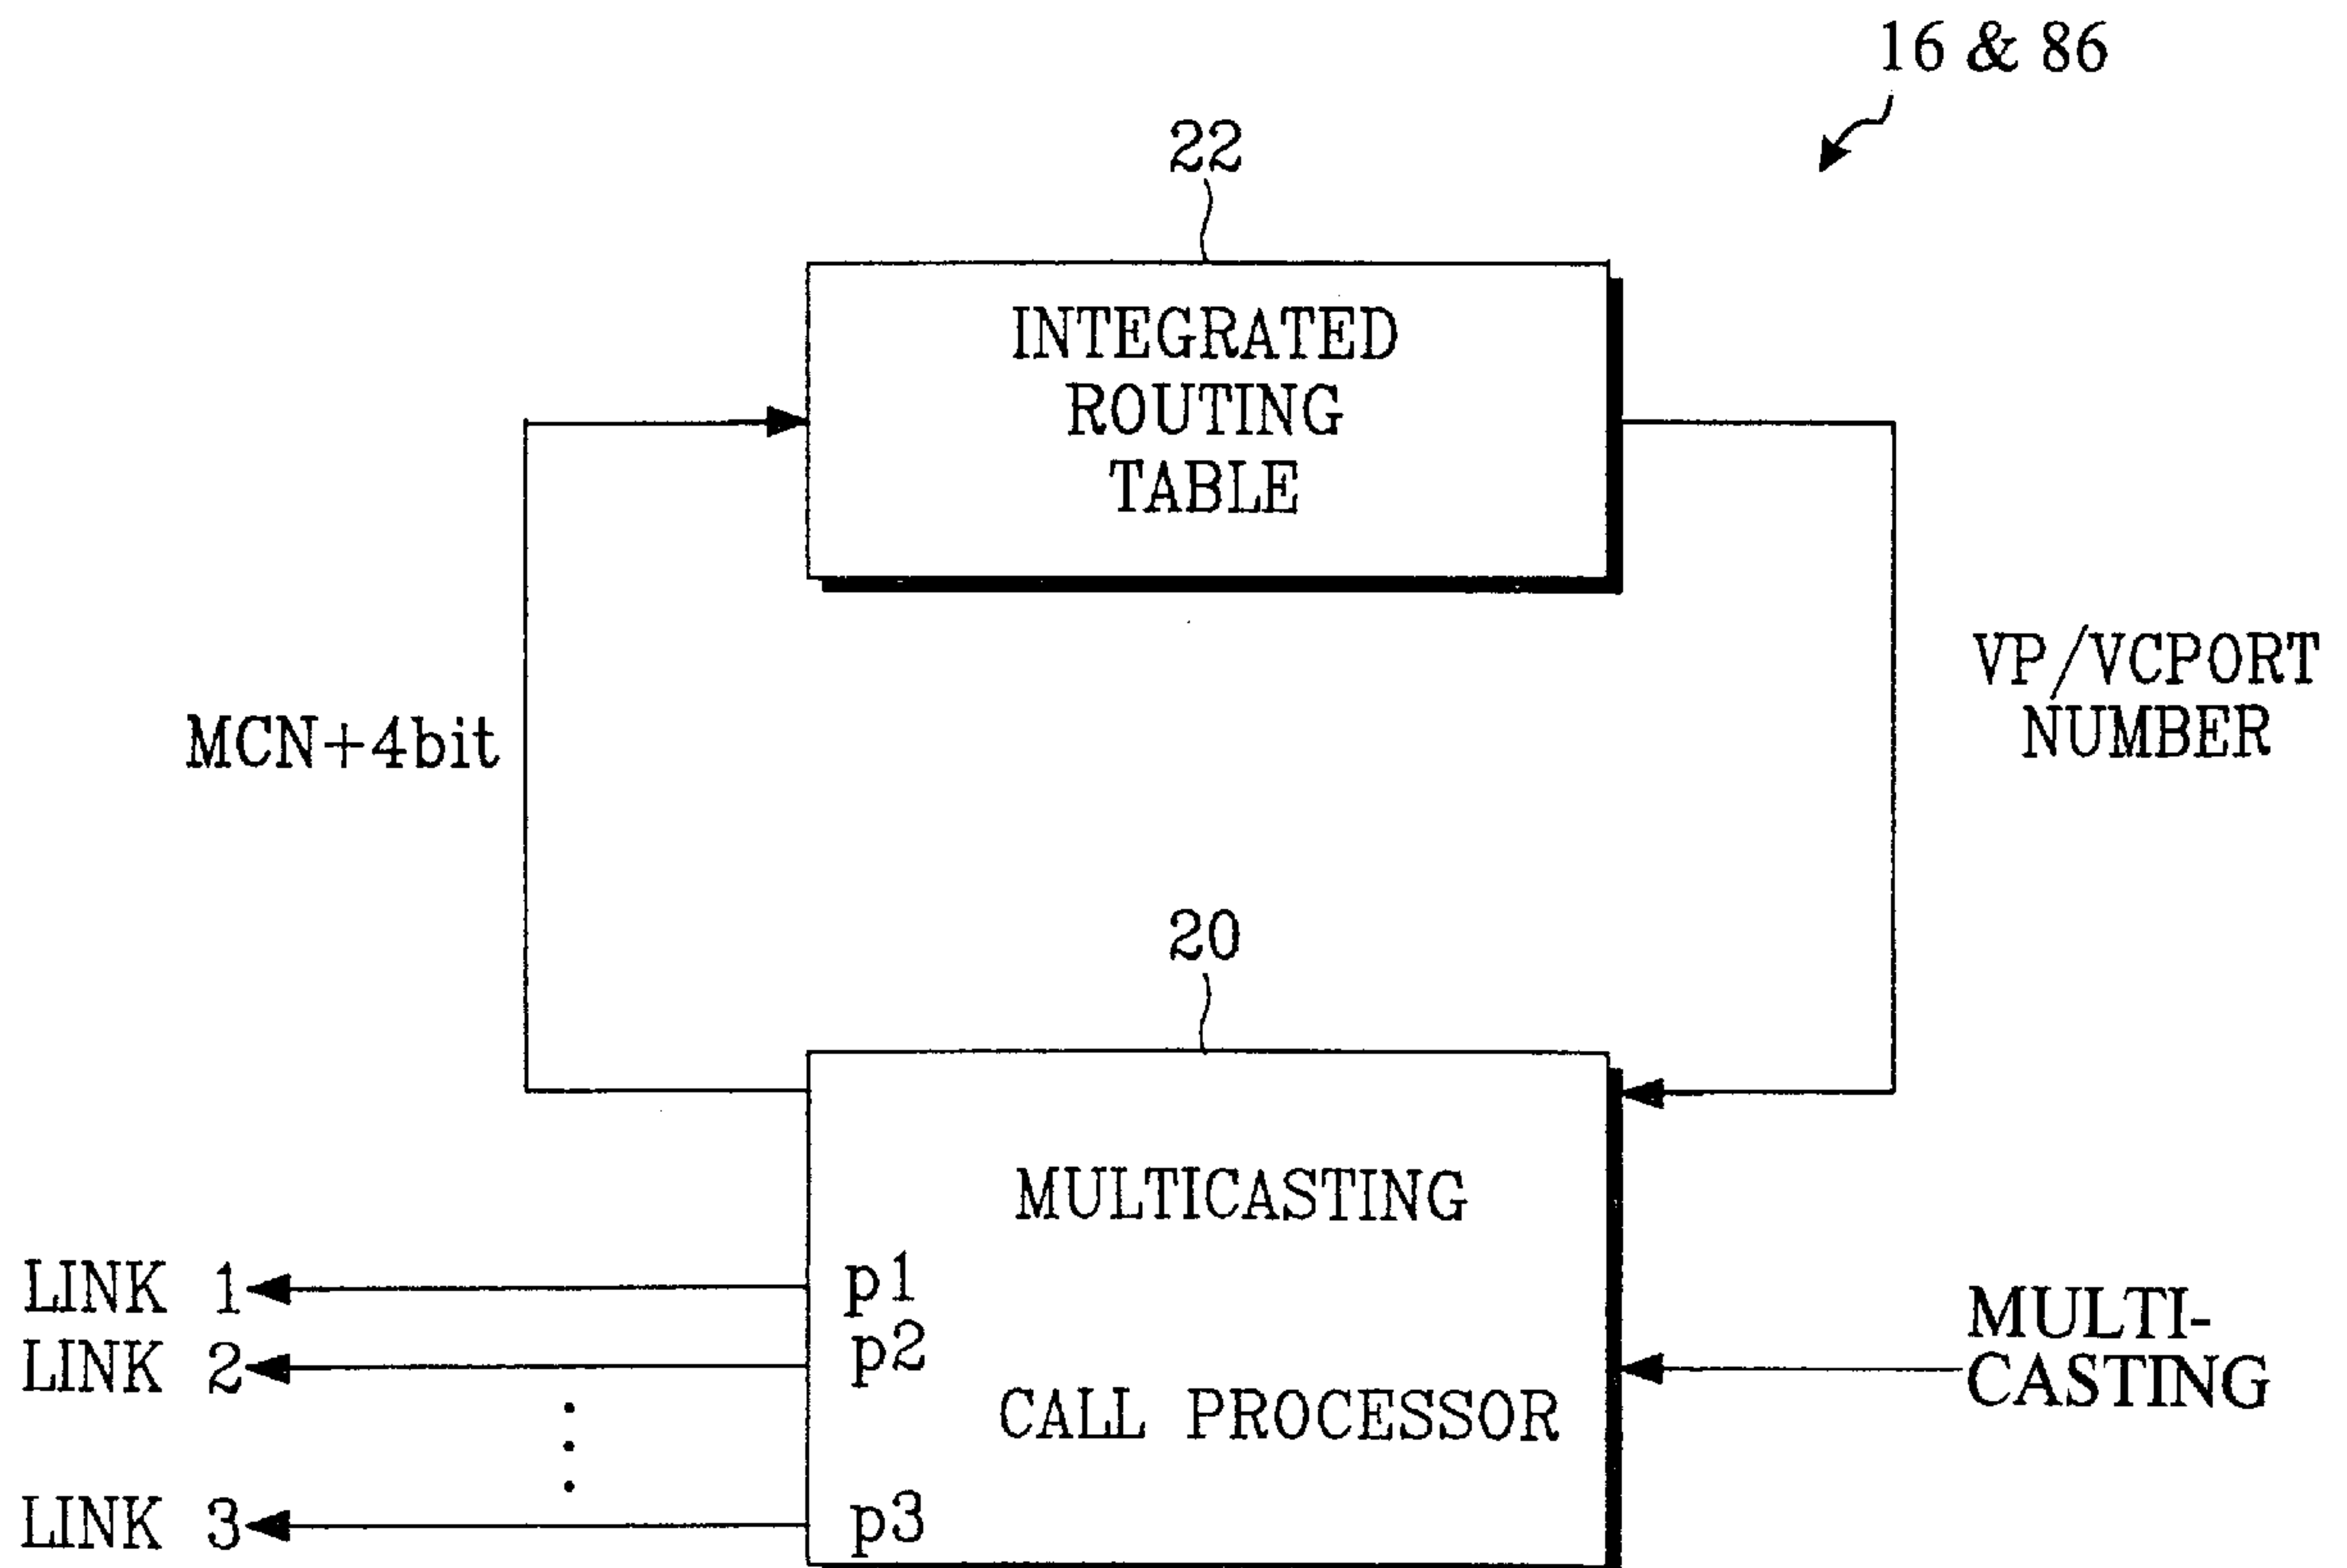 16 & 86
22
INTEGRATED
ROUTING
TABLE
VP/VCPORT
NUMBER
MCN+4bit
20
MULTICASTING
CALL PROCESSOR
p1
p2
p3
LINK 1
LINK 2
LINK 3
MULTI-
CASTING